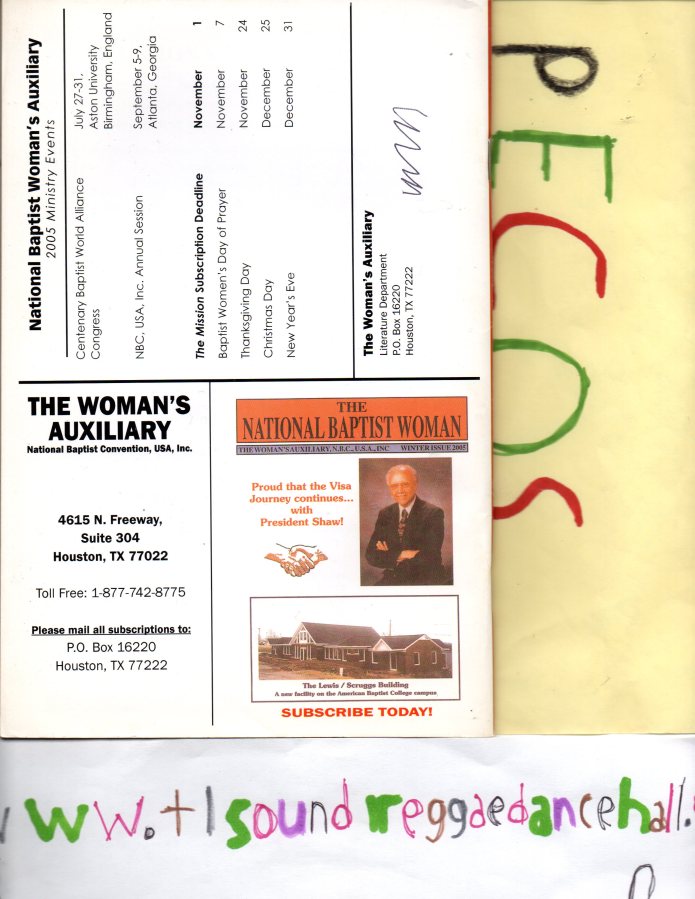 National Baptist Woman's Auxiliary
2005 Ministry Events
Centenary Baptist World Alliance July 27-31,
Congress Aston University
Birmingham, England
NBC, USA, Inc. Annual Session September 5-9,
Atlanta, Georgia
The Mission Subscription Deadline November 1
Baptist Women's Day of Prayer November 7
Thanksgiving Day November 24
Christmas Day December 25
New Year's Eve December 31
The Woman's Auxiliary
Literature Department
P.O. Box 16220
Houston, TX 77222
THE WOMAN'S
AUXILIARY
National Baptist Convention, USA, Inc.
4615 N. Freeway,
Suite 304
Houston, TX 77022
Toll Free: 1-877-742-8775
Please mail all subscriptions to:
P.O. Box 16220
Houston, TX 77222
THE
NATIONAL BAPTIST WOMAN
THE WOMAN'S AUXILIARY, N.B.C., U.S.A., INC WINTER ISSUE 2005
Proud that the Visa
Journey continues...
with
President Shaw!
The Lewis / Scruggs Building
A new facility on the American Baptist College campus
SUBSCRIBE TODAY!
PEGOS
ww.tlsoundreggaedancehall.